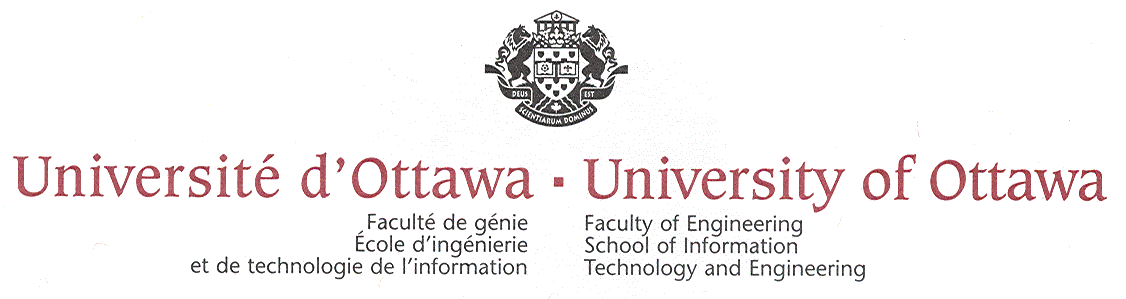 DEUS EST
SCIENTIARUM DOMINUS
Université d'Ottawa ▪ University of Ottawa
Faculté de génie
École d'ingénierie
et de technologie de l'information
Faculty of Engineering
School of Information
Technology and Engineering